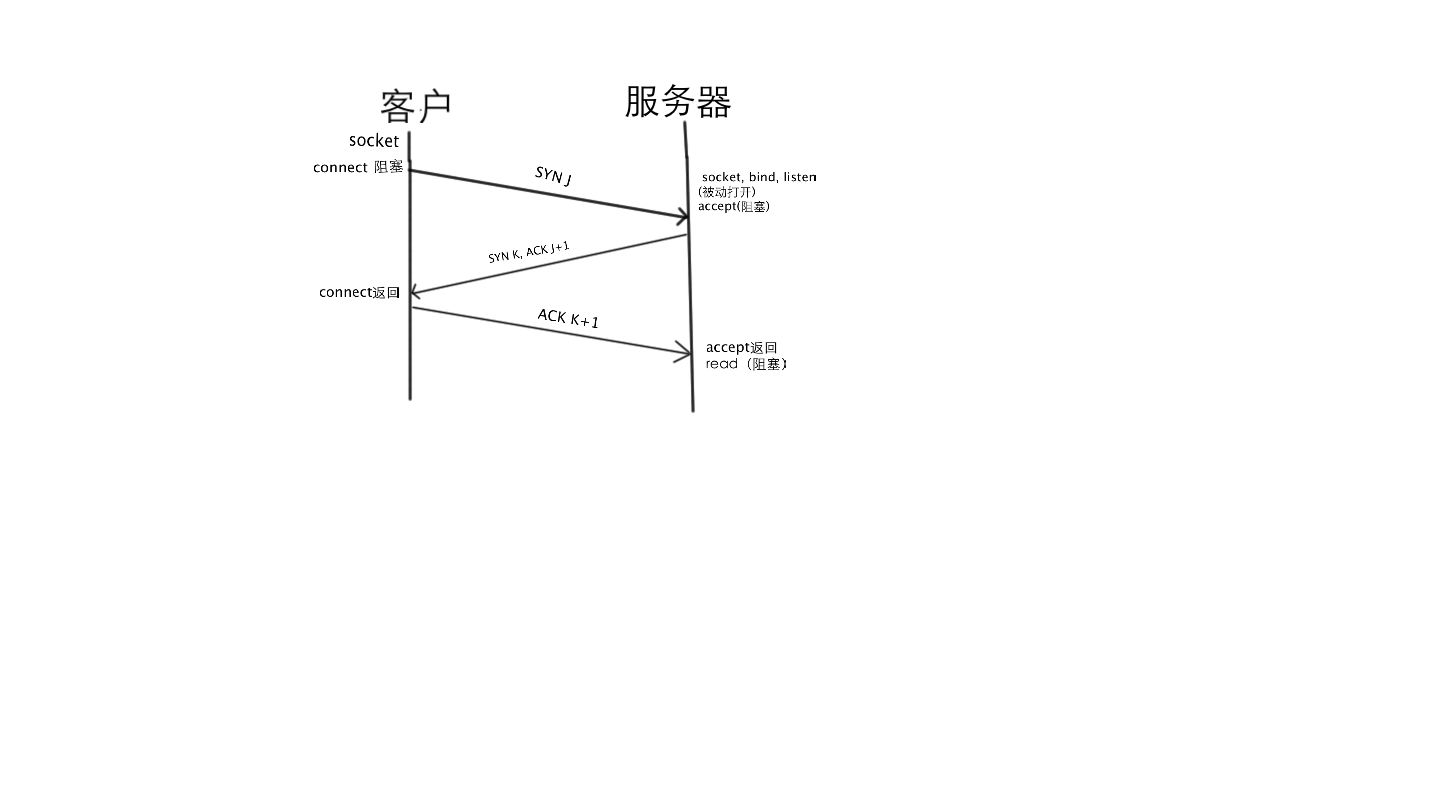 客户
服务器
socket
connect 阻塞
SYN J
socket, bind, listen
(被动打开)
accept(阻塞)
SYN K, ACK J+1
connect返回
ACK K+1
accept返回
read（阻塞）